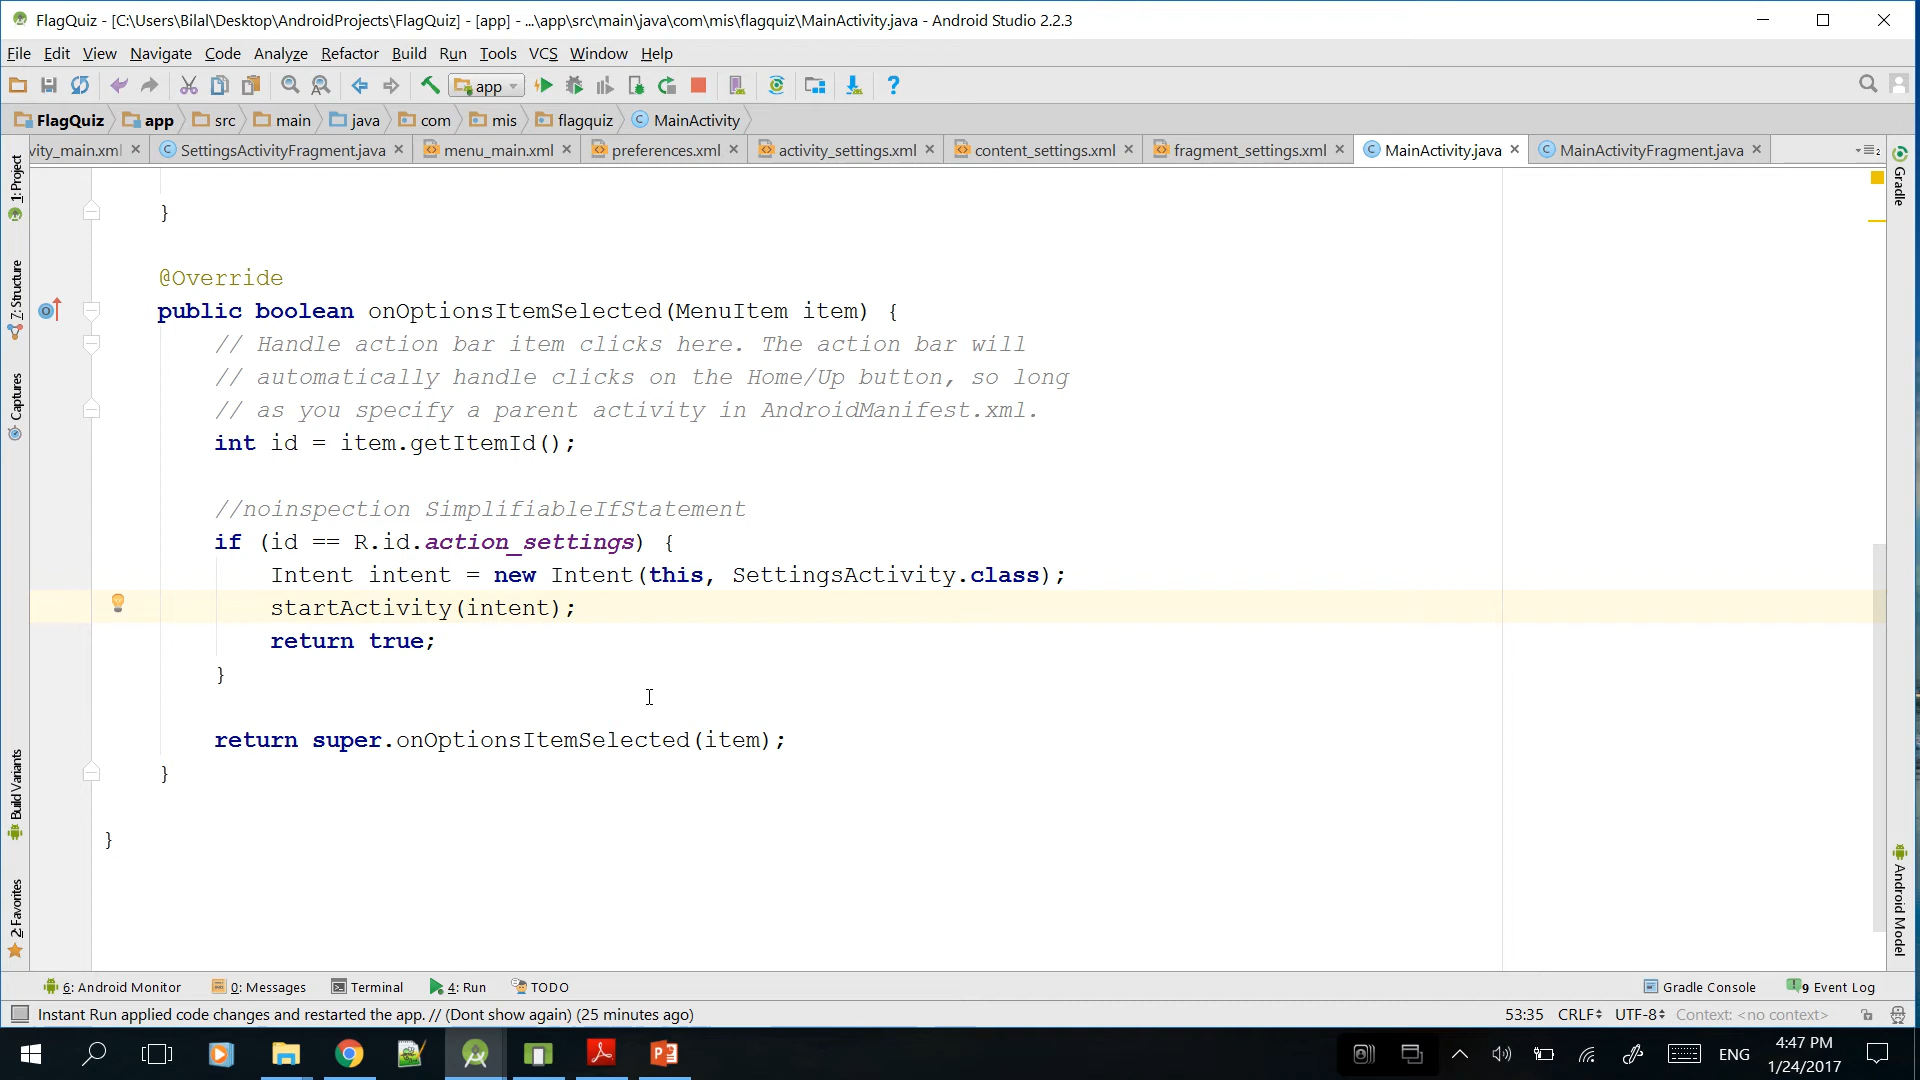 FlagQuiz - [C:\Users\Bilal\Desktop\AndroidProjects\FlagQuiz] - [app] - ...\app\src\main\java\com\mis\flagquiz\MainActivity.java - Android Studio 2.2.3
File Edit View Navigate Code Analyze Refactor Build Run Tools VCS Window Help
app
FlagQuiz app src main java com mis flagquiz MainActivity
vity_main.xml SettingsActivityFragment.java menu_main.xml preferences.xml activity_settings.xml content_settings.xml fragment_settings.xml MainActivity.java MainActivityFragment.java
1: Project
7: Structure
Captures
Build Variants
2: Favorites
Gradle
Android Model
}
@Override
public boolean onOptionsItemSelected(MenuItem item) {
// Handle action bar item clicks here. The action bar will
// automatically handle clicks on the Home/Up button, so long
// as you specify a parent activity in AndroidManifest.xml.
int id = item.getItemId();
//noinspection SimplifiableIfStatement
if (id == R.id.action_settings) {
Intent intent = new Intent(this, SettingsActivity.class);
startActivity(intent);
return true;
}
return super.onOptionsItemSelected(item);
}
}
6: Android Monitor 0: Messages Terminal 4: Run TODO Gradle Console 9 Event Log
Instant Run applied code changes and restarted the app. // (Dont show again) (25 minutes ago) 53:35 CRLF UTF-8 Context: <no context>
ENG 4:47 PM
1/24/2017